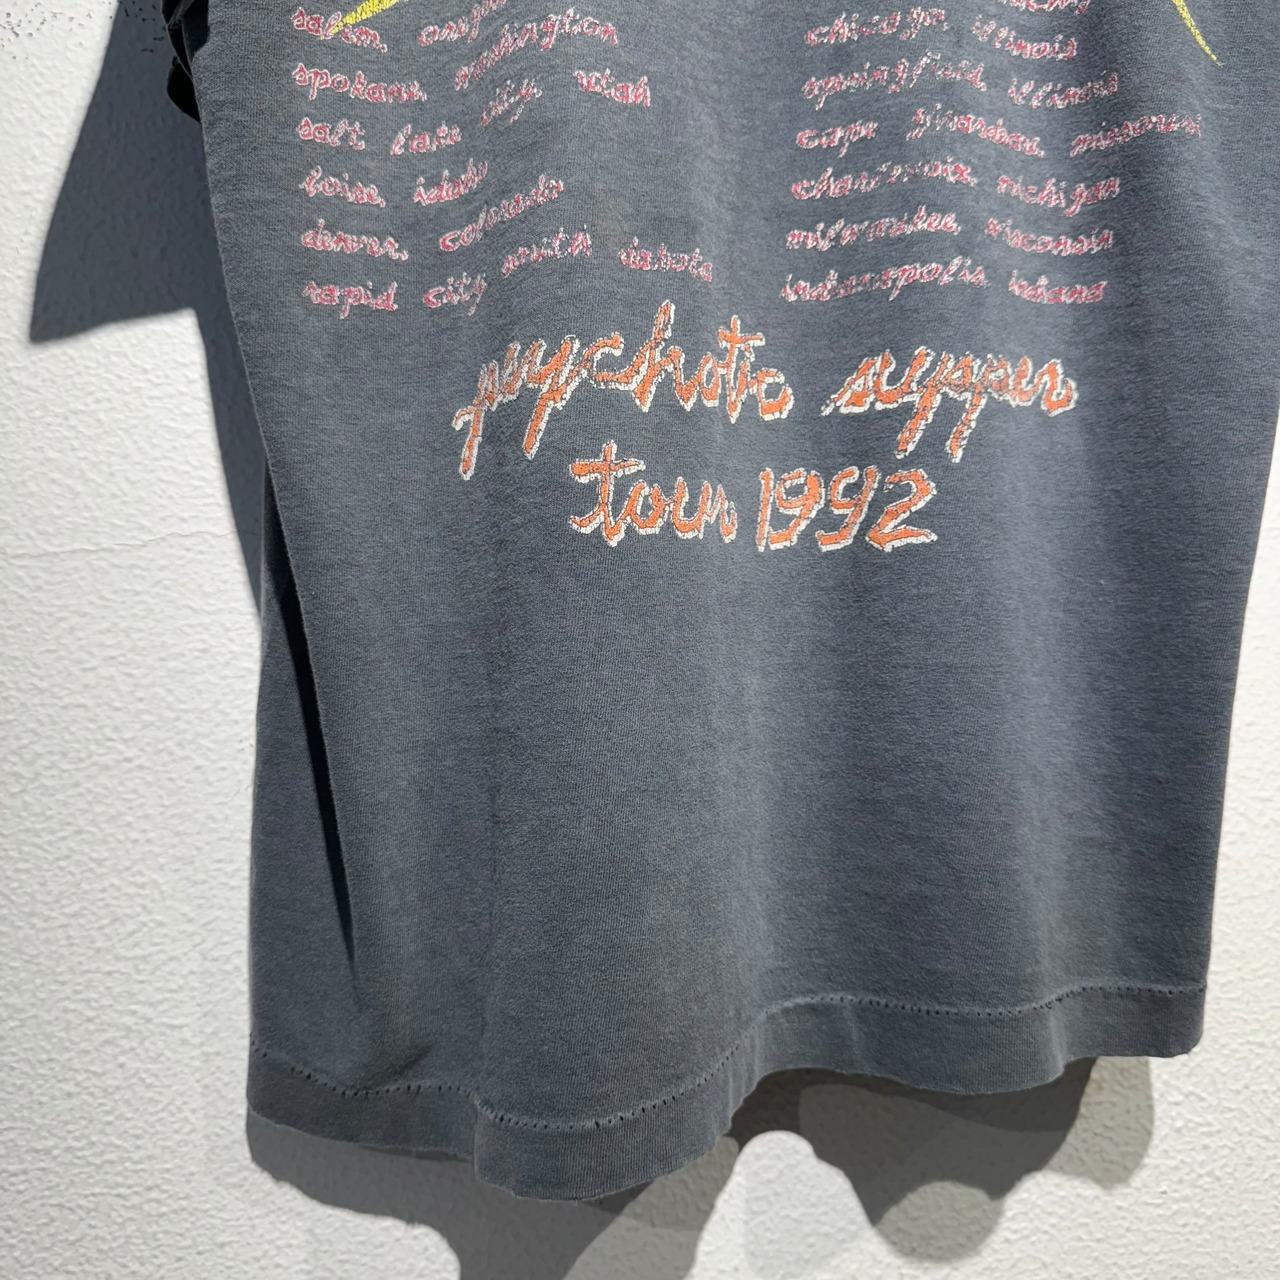 salem, oregon
spokane, washington
salt lake city, utah
boise, idaho
denver, colorado
rapid city, south dakota
chicago, illinois
springfield, illinois
cape girardeau, missouri
charlevoix, michigan
milwaukee, wisconsin
indianapolis, indiana
psychotic supper
tour 1992